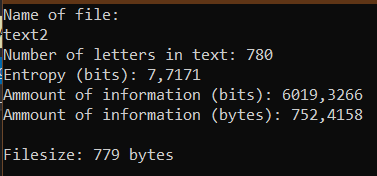 Name of file:
text2
Number of letters in text: 780
Entropy (bits): 7,7171
Ammount of information (bits): 6019,3266
Ammount of information (bytes): 752,4158
Filesize: 779 bytes